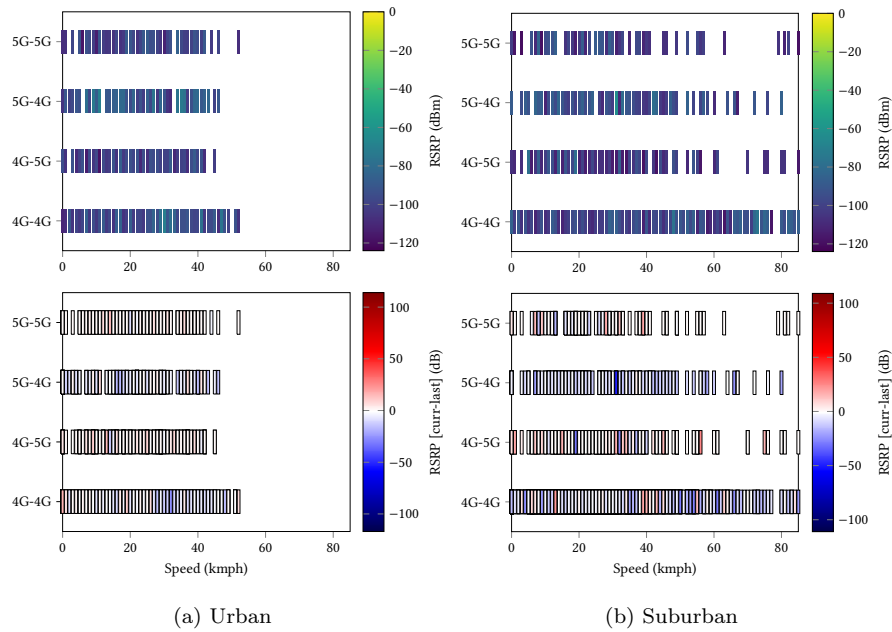 5G-5G
5G-4G
4G-5G
4G-4G
0
20
40
60
80
0
−20
−40
−60
−80
−100
−120
RSRP (dBm)
5G-5G
5G-4G
4G-5G
4G-4G
0
20
40
60
80
0
−20
−40
−60
−80
−100
−120
RSRP (dBm)
5G-5G
5G-4G
4G-5G
4G-4G
0
20
40
60
80
Speed (kmph)
100
50
0
−50
−100
RSRP [curr-last] (dB)
5G-5G
5G-4G
4G-5G
4G-4G
0
20
40
60
80
Speed (kmph)
100
50
0
−50
−100
RSRP [curr-last] (dB)
(a) Urban
(b) Suburban